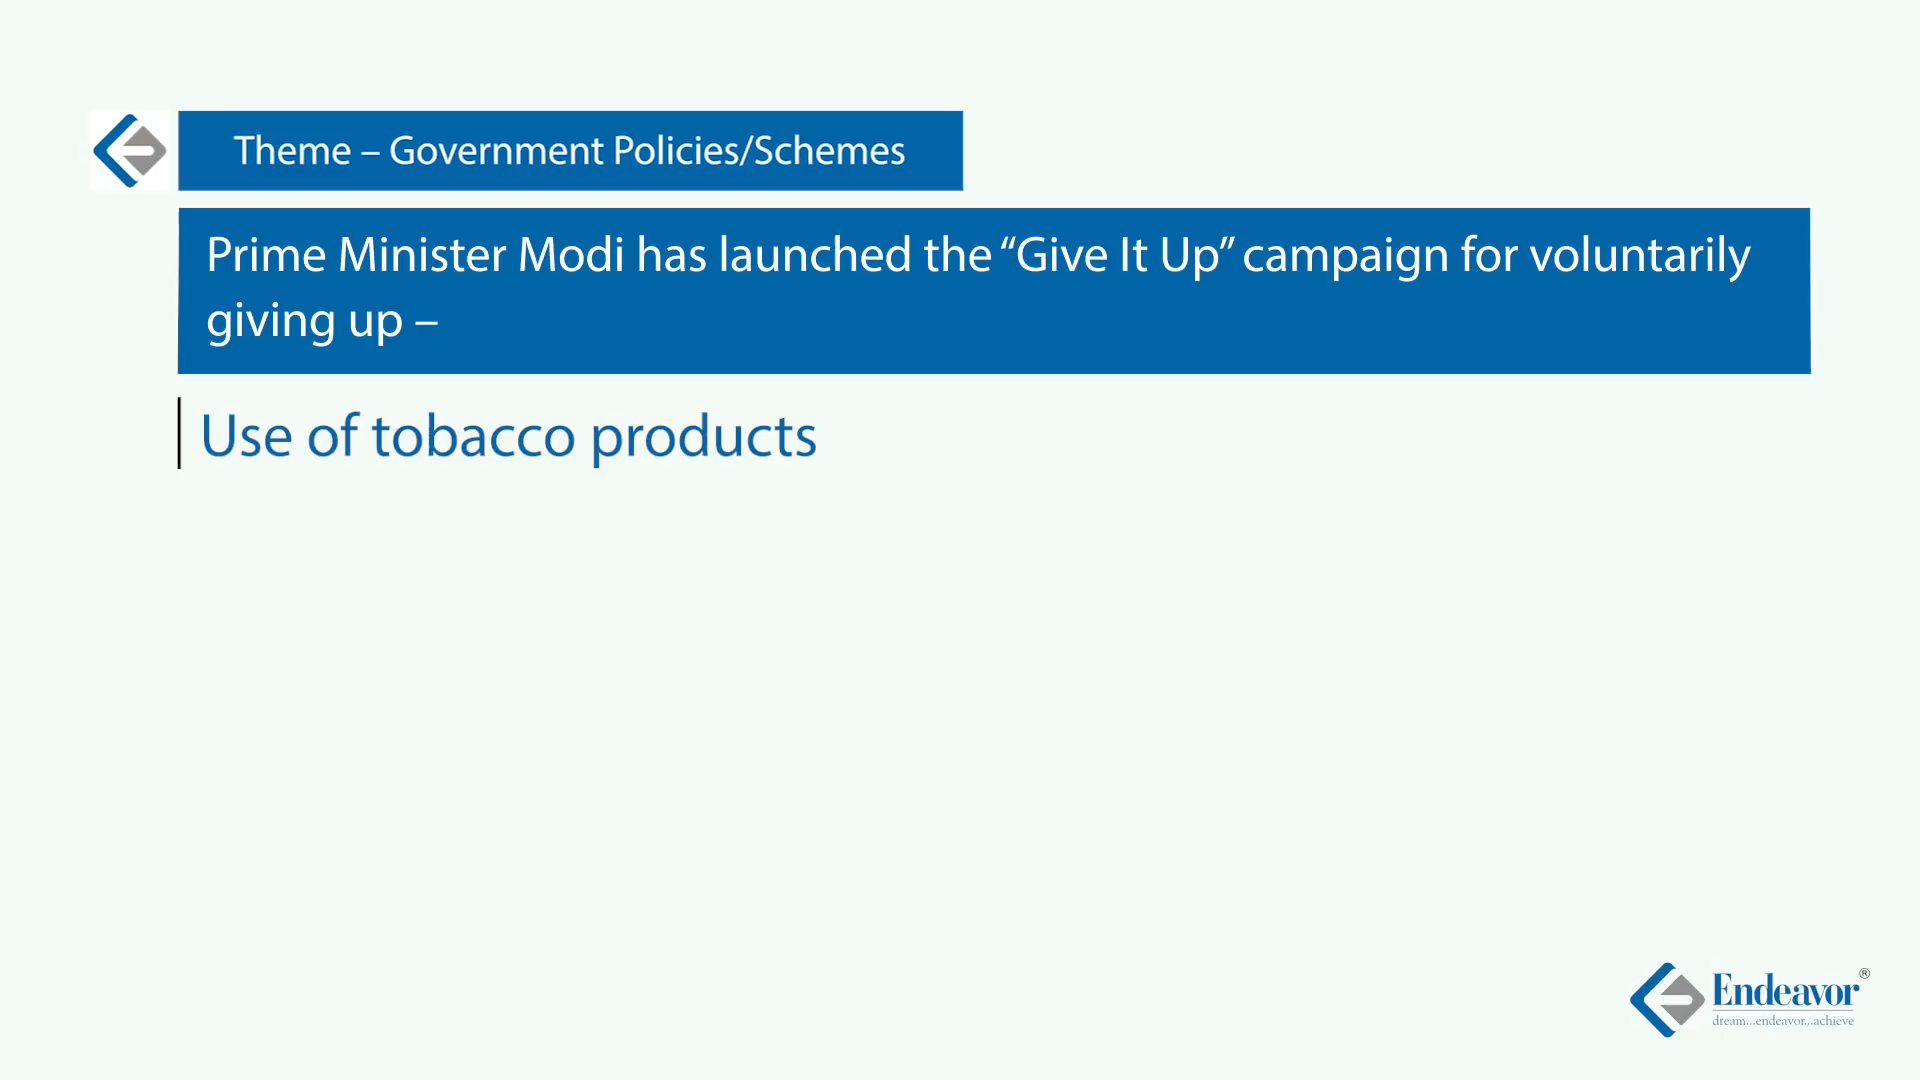 Theme – Government Policies/Schemes
Prime Minister Modi has launched the “Give It Up” campaign for voluntarily
giving up –
Use of tobacco products
Endeavor®
dream...endeavor...achieve